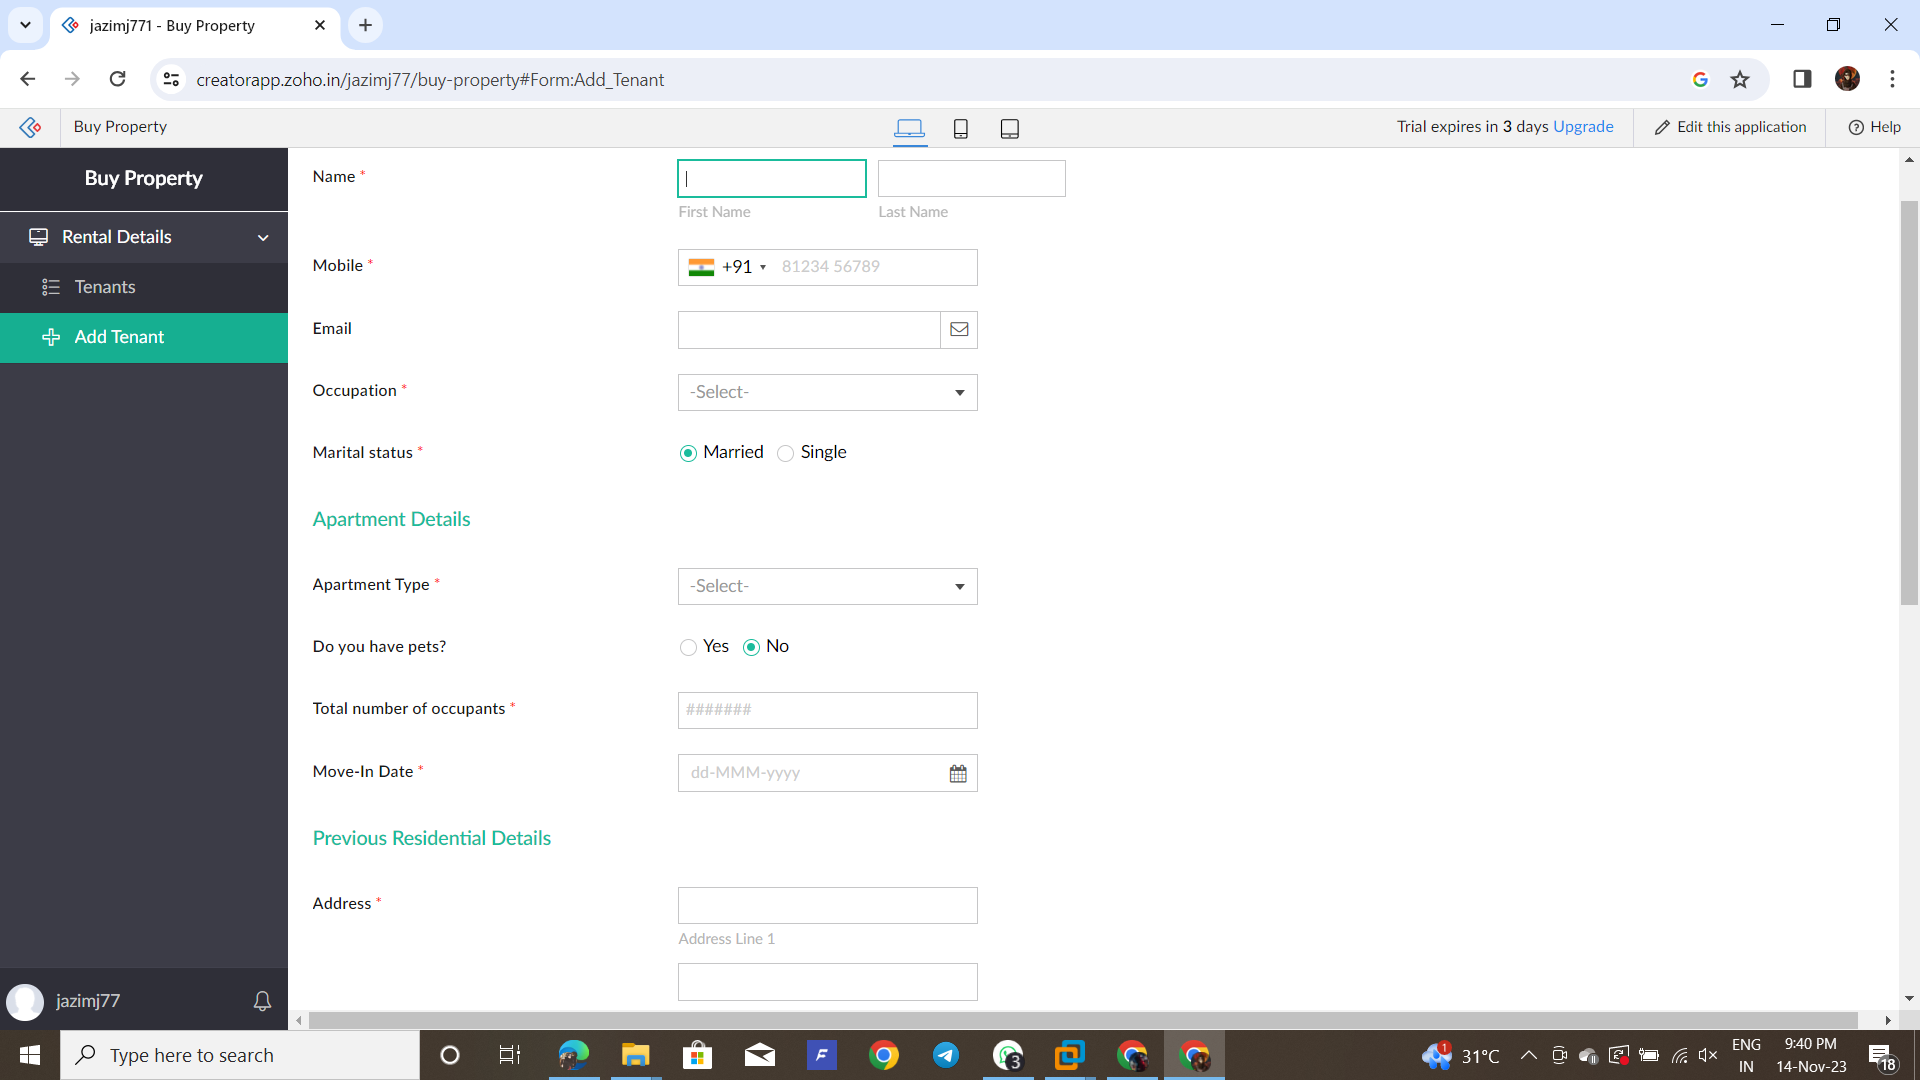 jazimj771 - Buy Property
creatorapp.zoho.in/jazimj77/buy-property#Form:Add_Tenant
Buy Property
Trial expires in 3 days Upgrade
Edit this application
Help
Buy Property
Rental Details
Tenants
Add Tenant
jazimj77
Name *
First Name
Last Name
Mobile *
+91
81234 56789
Email
Occupation *
-Select-
Marital status *
Married
Single
Apartment Details
Apartment Type *
-Select-
Do you have pets?
Yes
No
Total number of occupants *
#######
Move-In Date *
dd-MMM-yyyy
Previous Residential Details
Address *
Address Line 1
Type here to search
F
3
1
31°C
ENG
IN
9:40 PM
14-Nov-23
18